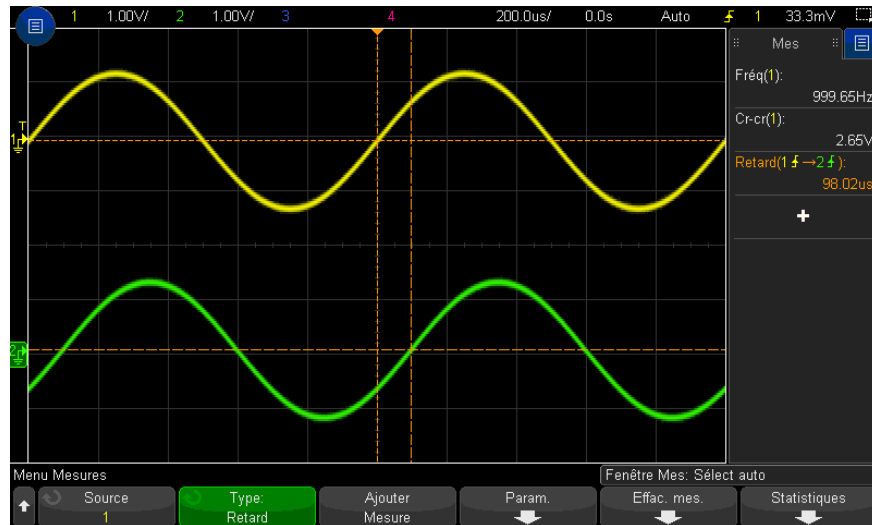 1 1.00V/ 2 1.00V/ 3 4 200.0us/ 0.0s Auto 1 33.3mV
Mes
Fréq(1):
999.65Hz
Cr-cr(1):
2.65V
Retard(1→2):
98.02us
+
T
1
2
Menu Mesures
Fenêtre Mes: Sélect auto
Source
1
Type:
Retard
Ajouter
Mesure
Param.
Effac. mes.
Statistiques